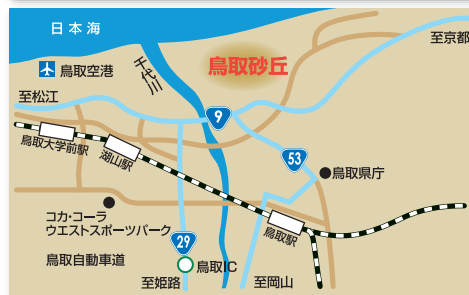 日本海
鳥取空港
千代川
鳥取砂丘
至京都
至松江
9
鳥取大学前駅
湖山駅
53
鳥取県庁
コカ・コーラ
ウエストスポーツパーク
29
鳥取駅
鳥取自動車道
鳥取IC
至姫路
至岡山